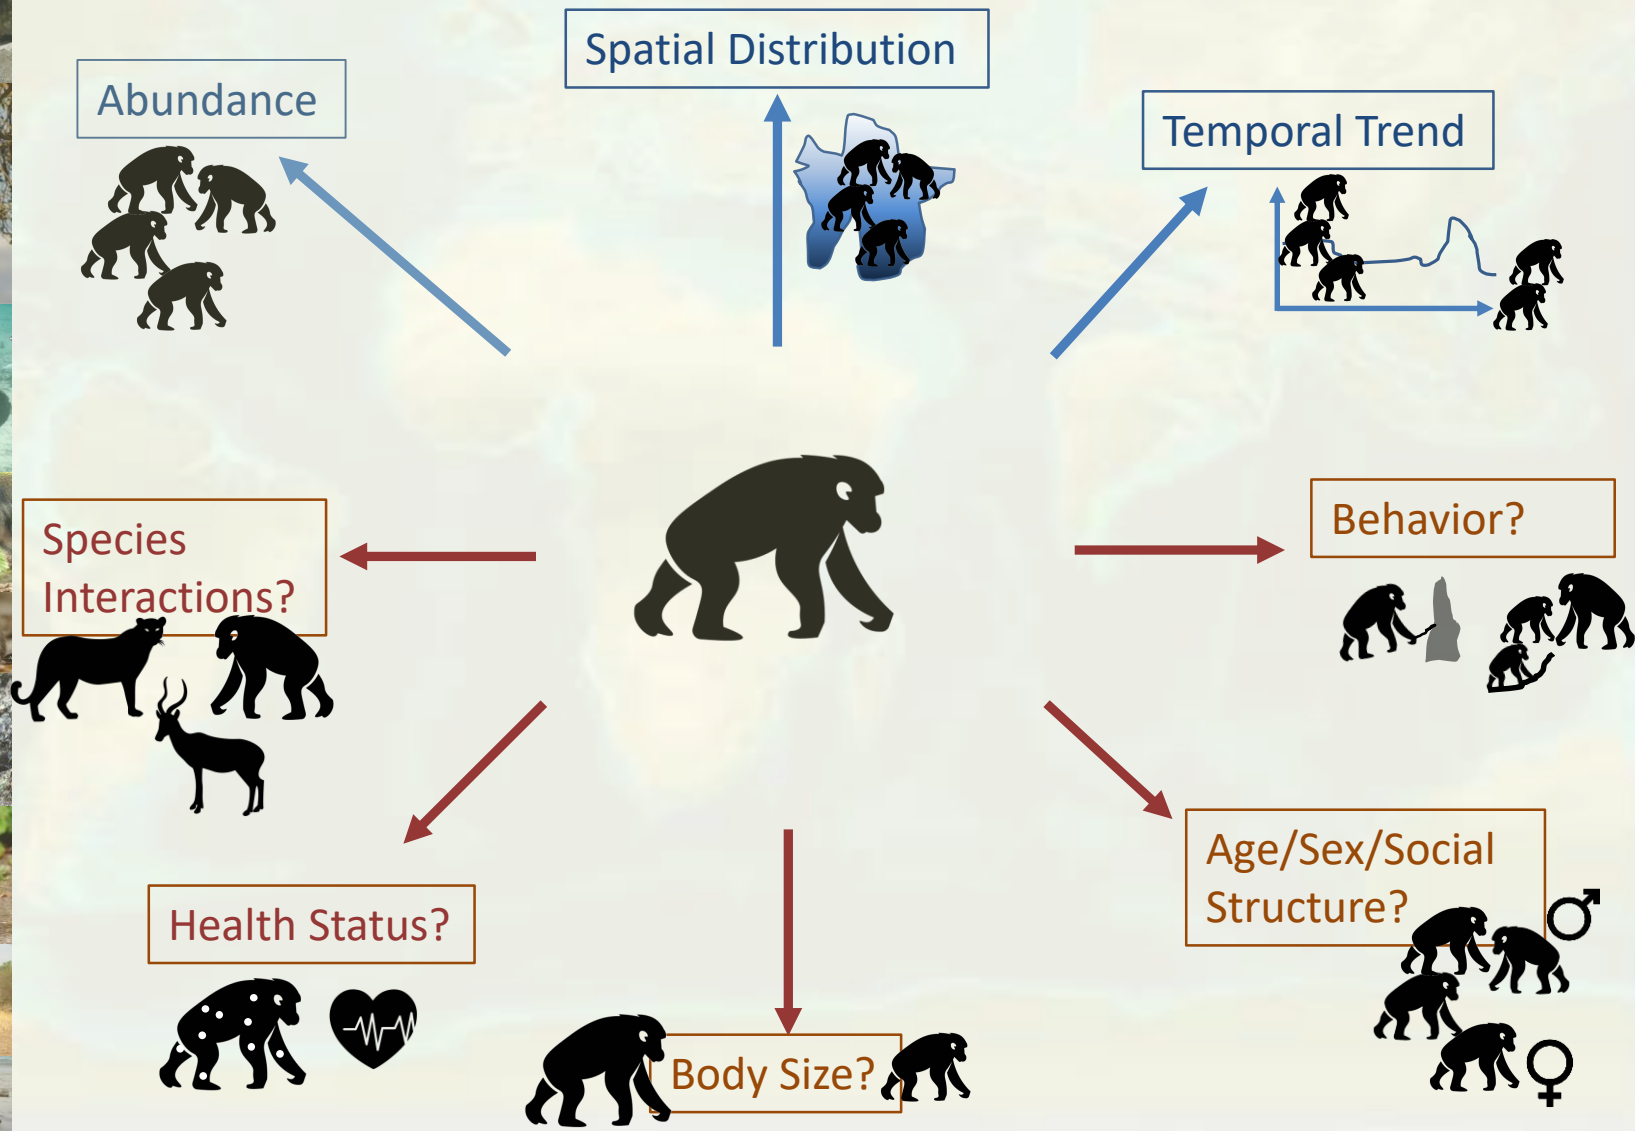 Spatial Distribution
Abundance
Temporal Trend
Species
Interactions?
Behavior?
Health Status?
Age/Sex/Social
Structure?
Body Size?